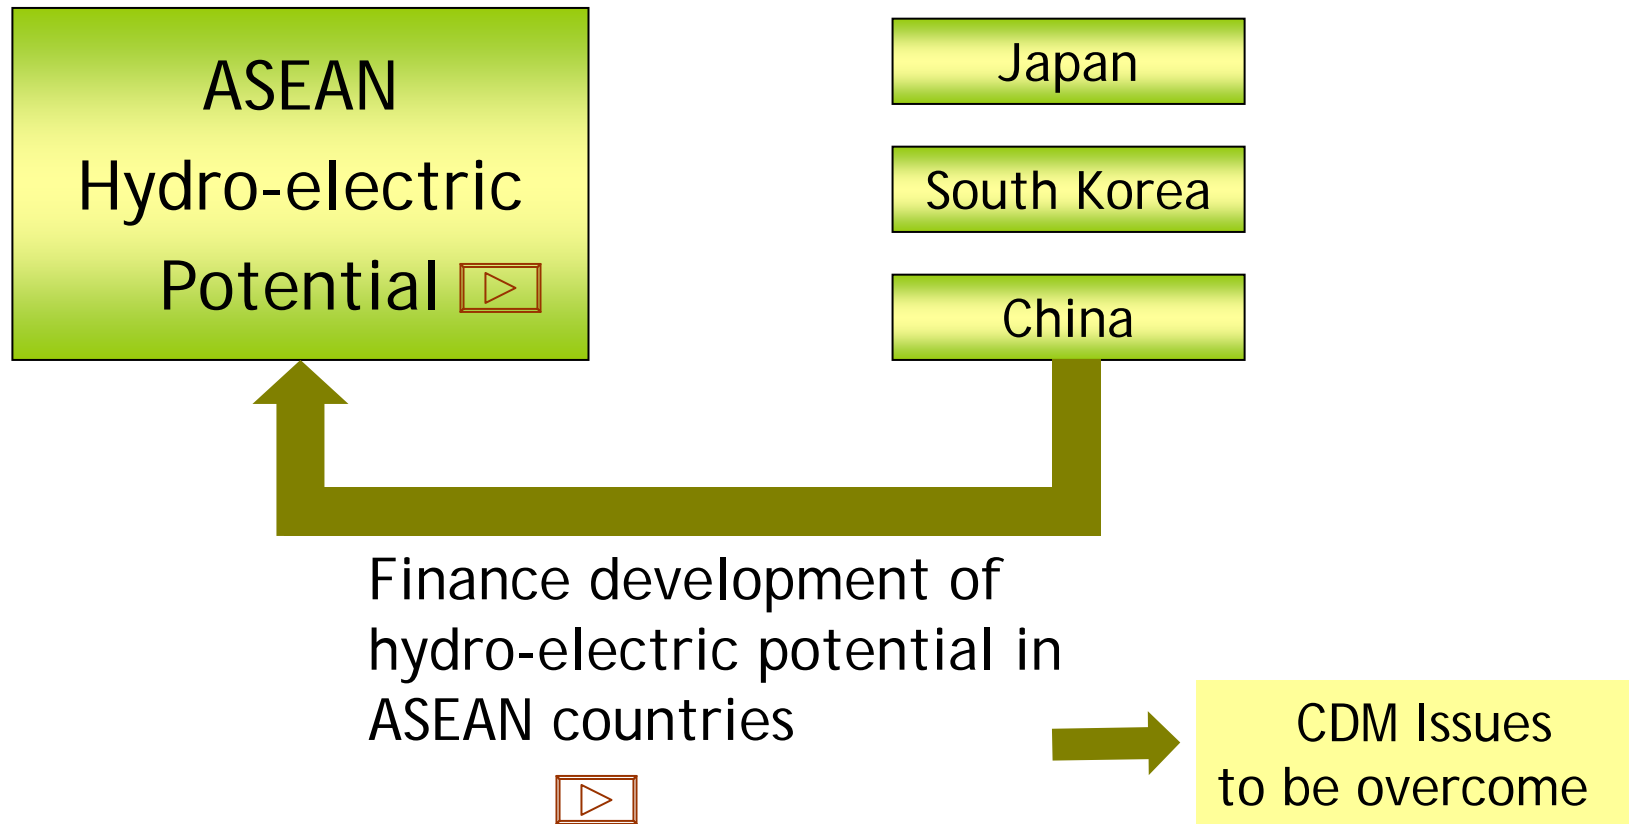 ASEAN
Hydro-electric
Potential
Japan
South Korea
China
Finance development of
hydro-electric potential in
ASEAN countries
CDM Issues
to be overcome